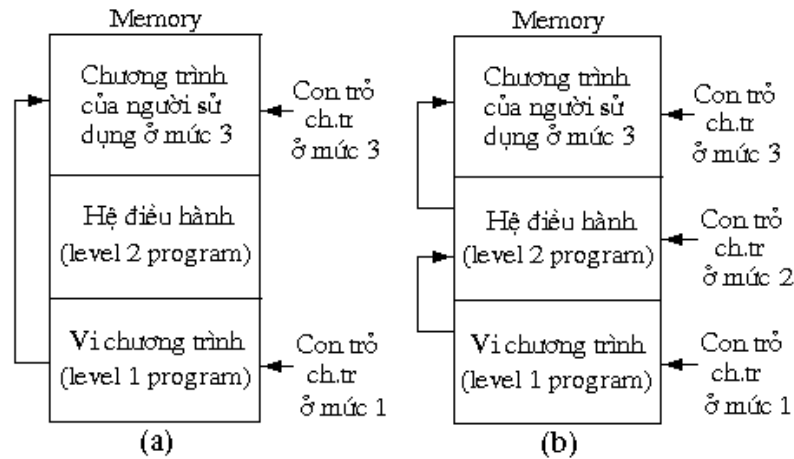 Memory
Chương trình
của người sử
dụng ở mức 3
Con trỏ
ch.tr
ở mức 3
Hệ điều hành
(level 2 program)
Vi chương trình
(level 1 program)
Con trỏ
ch.tr
ở mức 1
(a)
Memory
Chương trình
của người sử
dụng ở mức 3
Con trỏ
ch.tr
ở mức 3
Hệ điều hành
(level 2 program)
Con trỏ
ch.tr
ở mức 2
Vi chương trình
(level 1 program)
Con trỏ
ch.tr
ở mức 1
(b)